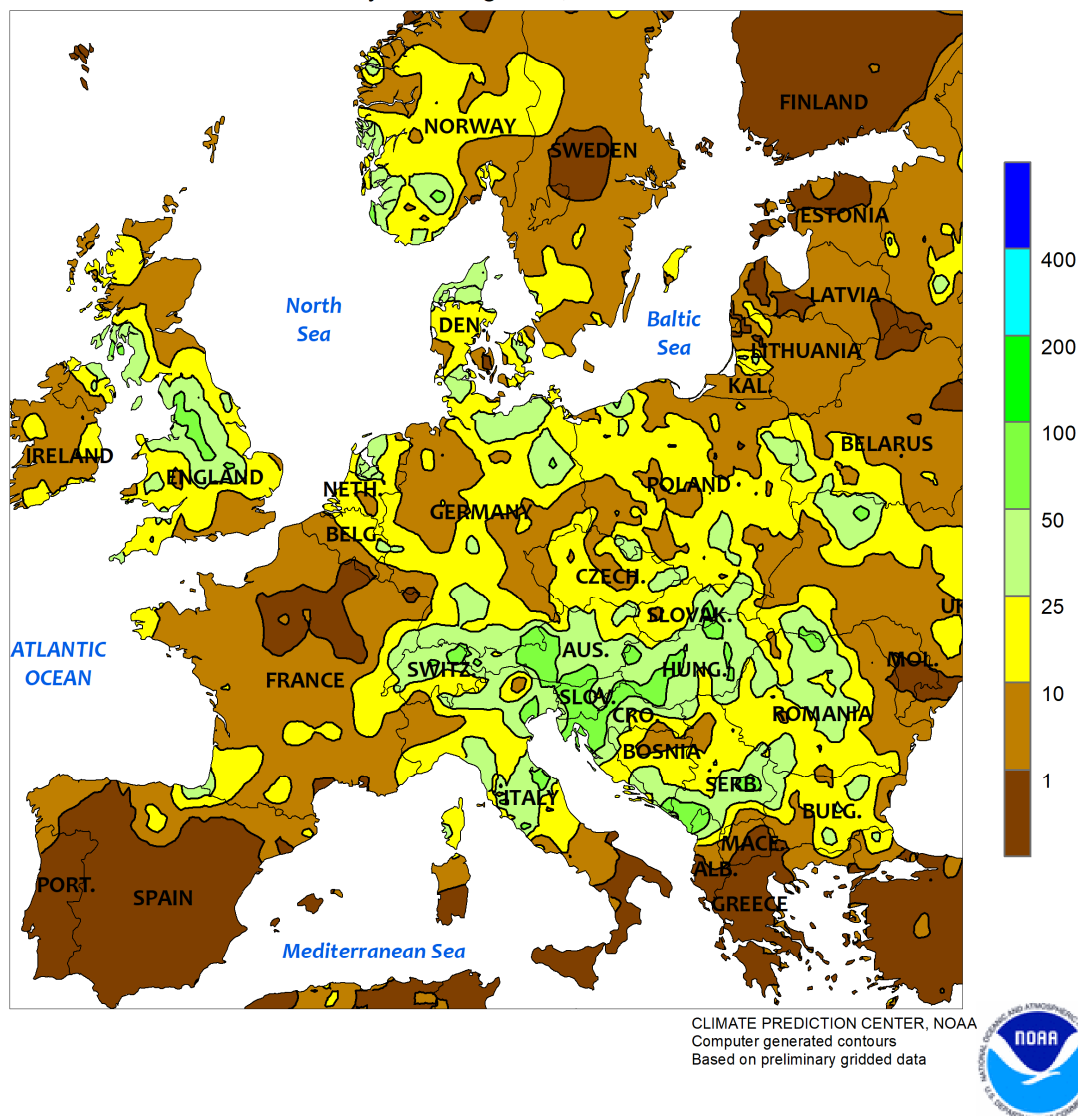 FINLAND
NORWAY
SWEDEN
ESTONIA
400
LATVIA
North
Sea
Baltic
Sea
DEN.
200
LITHUANIA
KAL.
100
BELARUS
IRELAND
ENGLAND
NETH.
POLAND
GERMANY
50
BELG.
CZECH.
25
SLOVAK.
ATLANTIC
OCEAN
AUS.
MOL.
SWITZ.
HUNG.
FRANCE
SLOV.
10
CRO.
ROMANIA
BOSNIA
SERB.
1
ITALY
BULG.
MACE.
ALB.
PORT.
SPAIN
GREECE
Mediterranean Sea
CLIMATE PREDICTION CENTER, NOAA
Computer generated contours
Based on preliminary gridded data
NOAA